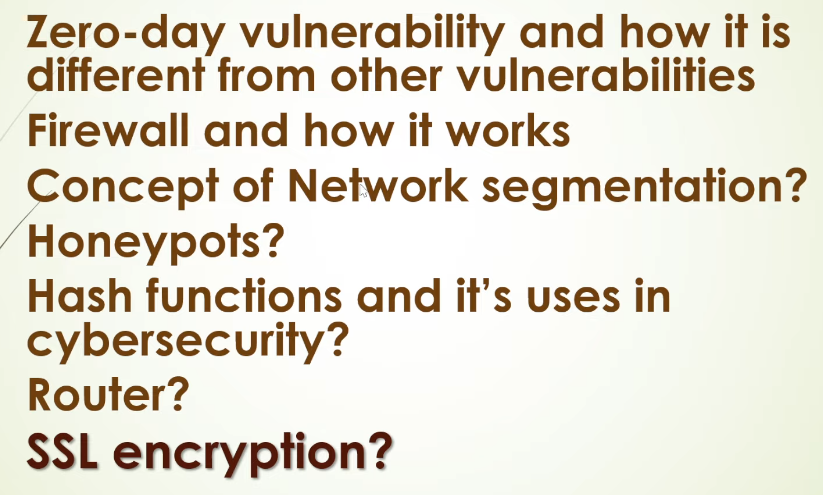 Zero-day vulnerability and how it is
different from other vulnerabilities
Firewall and how it works
Concept of Network segmentation?
Honeypots?
Hash functions and it’s uses in
cybersecurity?
Router?
SSL encryption?